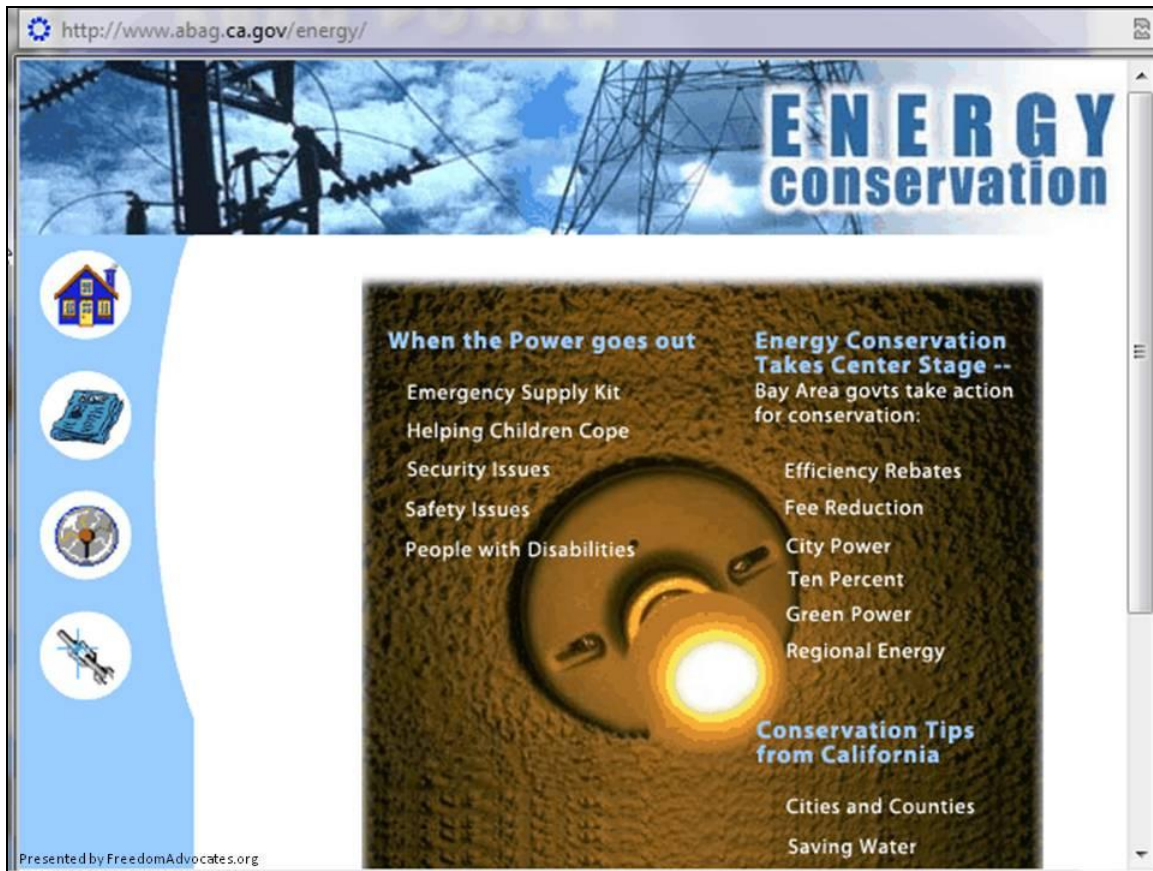 http://www.abag.ca.gov/energy/
ENERGY
conservation
When the Power goes out
Emergency Supply Kit
Helping Children Cope
Security Issues
Safety Issues
People with Disabilities
Energy Conservation
Takes Center Stage --
Bay Area govts take action
for conservation:
Efficiency Rebates
Fee Reduction
City Power
Ten Percent
Green Power
Regional Energy
Conservation Tips
from California
Cities and Counties
Saving Water
Presented by FreedomAdvocates.org